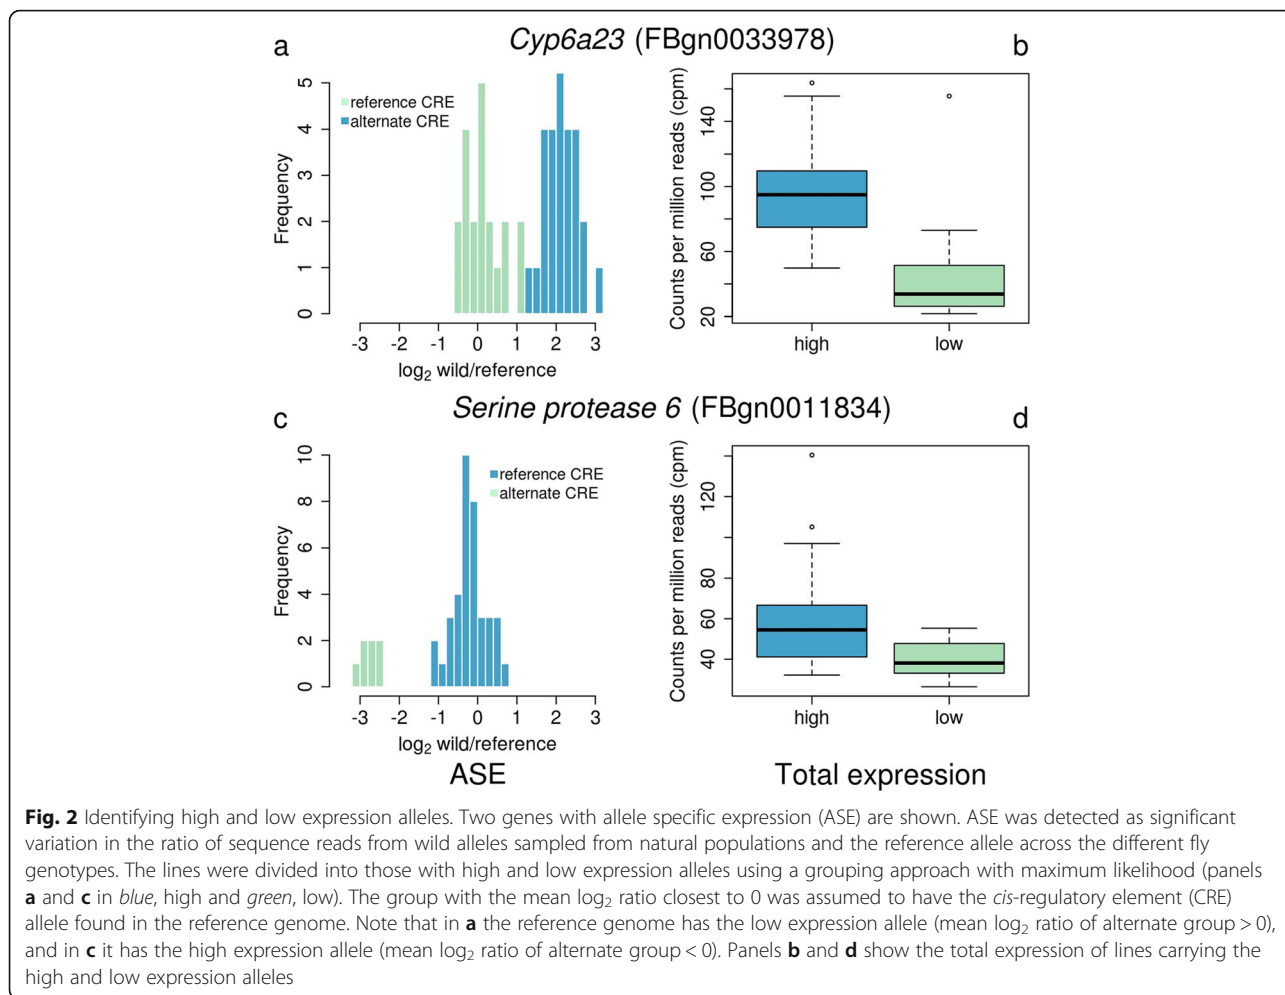 a
Cyp6a23 (FBgn0033978)
b
5
4
3
2
1
0
Frequency
reference CRE
alternate CRE
-3 -2 -1 0 1 2 3
log2 wild/reference
Counts per million reads (cpm)
140
100
60
20
high low
c
Serine protease 6 (FBgn0011834)
d
10
8
6
4
2
0
Frequency
reference CRE
alternate CRE
-3 -2 -1 0 1 2 3
log2 wild/reference
ASE
Counts per million reads (cpm)
120
80
60
40
high low
Total expression
Fig. 2 Identifying high and low expression alleles. Two genes with allele specific expression (ASE) are shown. ASE was detected as significant
variation in the ratio of sequence reads from wild alleles sampled from natural populations and the reference allele across the different fly
genotypes. The lines were divided into those with high and low expression alleles using a grouping approach with maximum likelihood (panels
a and c in blue, high and green, low). The group with the mean log2 ratio closest to 0 was assumed to have the cis-regulatory element (CRE)
allele found in the reference genome. Note that in a the reference genome has the low expression allele (mean log2 ratio of alternate group > 0),
and in c it has the high expression allele (mean log2 ratio of alternate group < 0). Panels b and d show the total expression of lines carrying the
high and low expression alleles